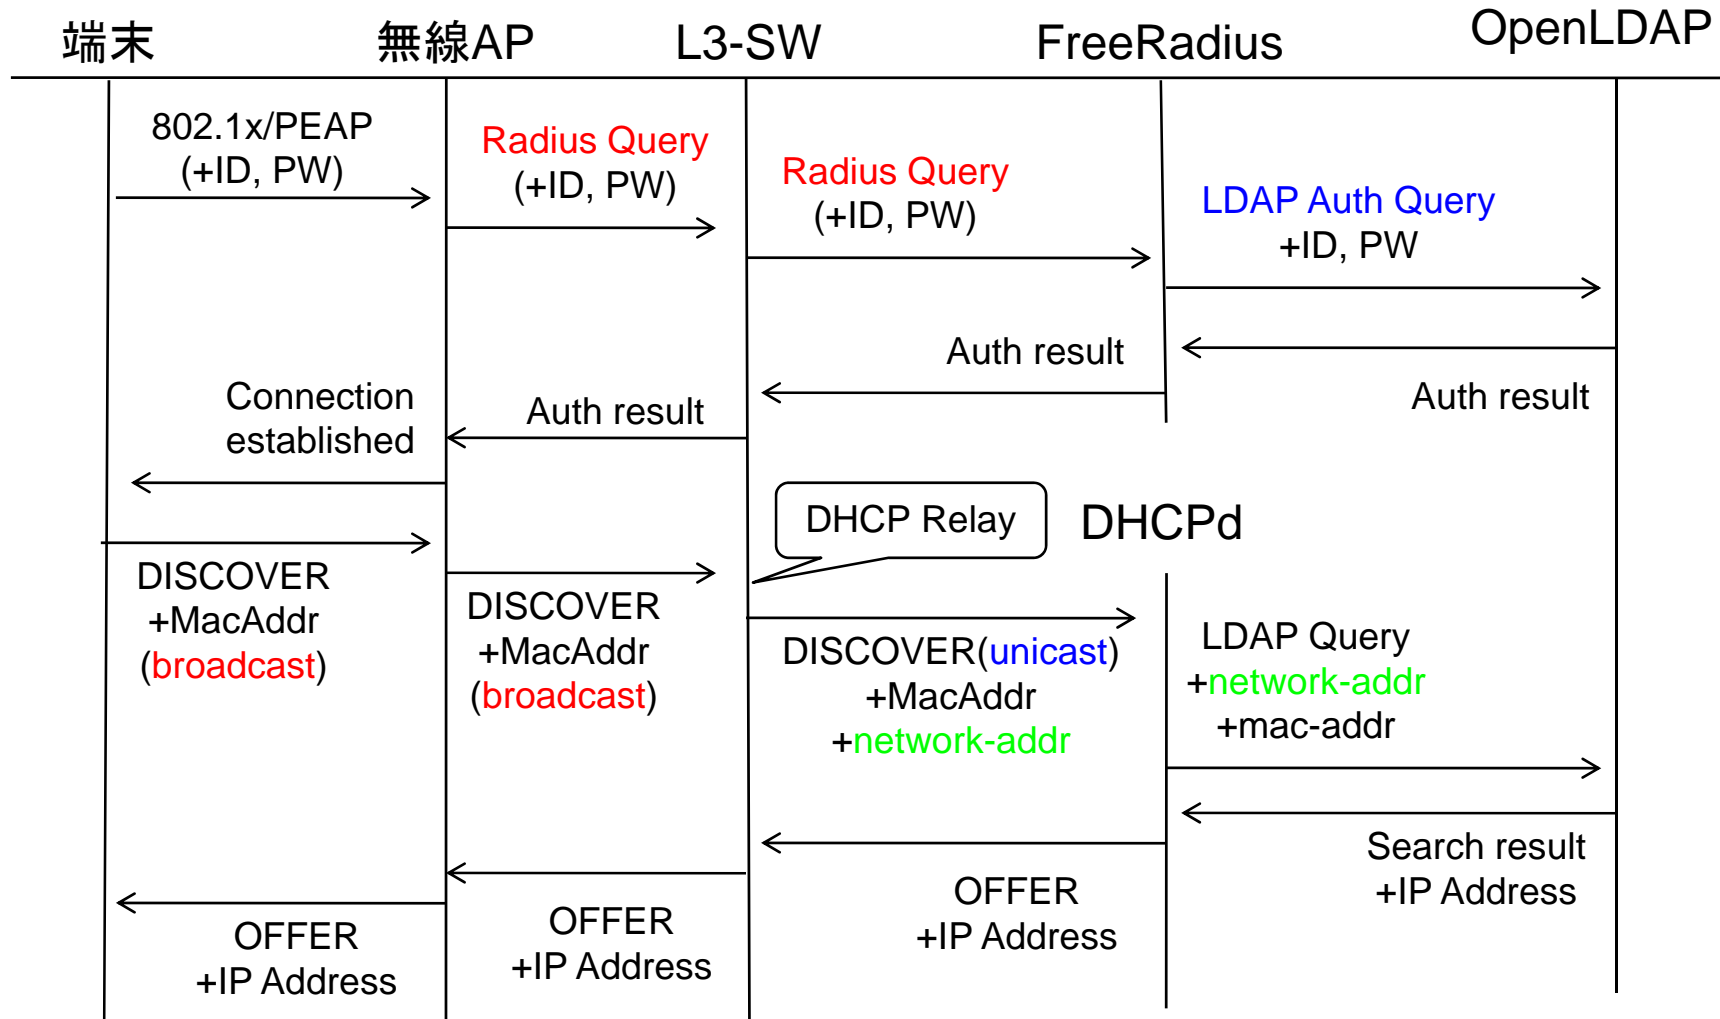 端末
無線AP
L3-SW
FreeRadius
OpenLDAP
802.1x/PEAP
(+ID, PW)
Radius Query
(+ID, PW)
Radius Query
(+ID, PW)
LDAP Auth Query
+ID, PW
Auth result
Auth result
Auth result
Connection
established
DHCP Relay
DHCPd
DISCOVER
+MacAddr
(broadcast)
DISCOVER
+MacAddr
(broadcast)
DISCOVER(unicast)
+MacAddr
+network-addr
LDAP Query
+network-addr
+mac-addr
Search result
+IP Address
OFFER
+IP Address
OFFER
+IP Address
OFFER
+IP Address